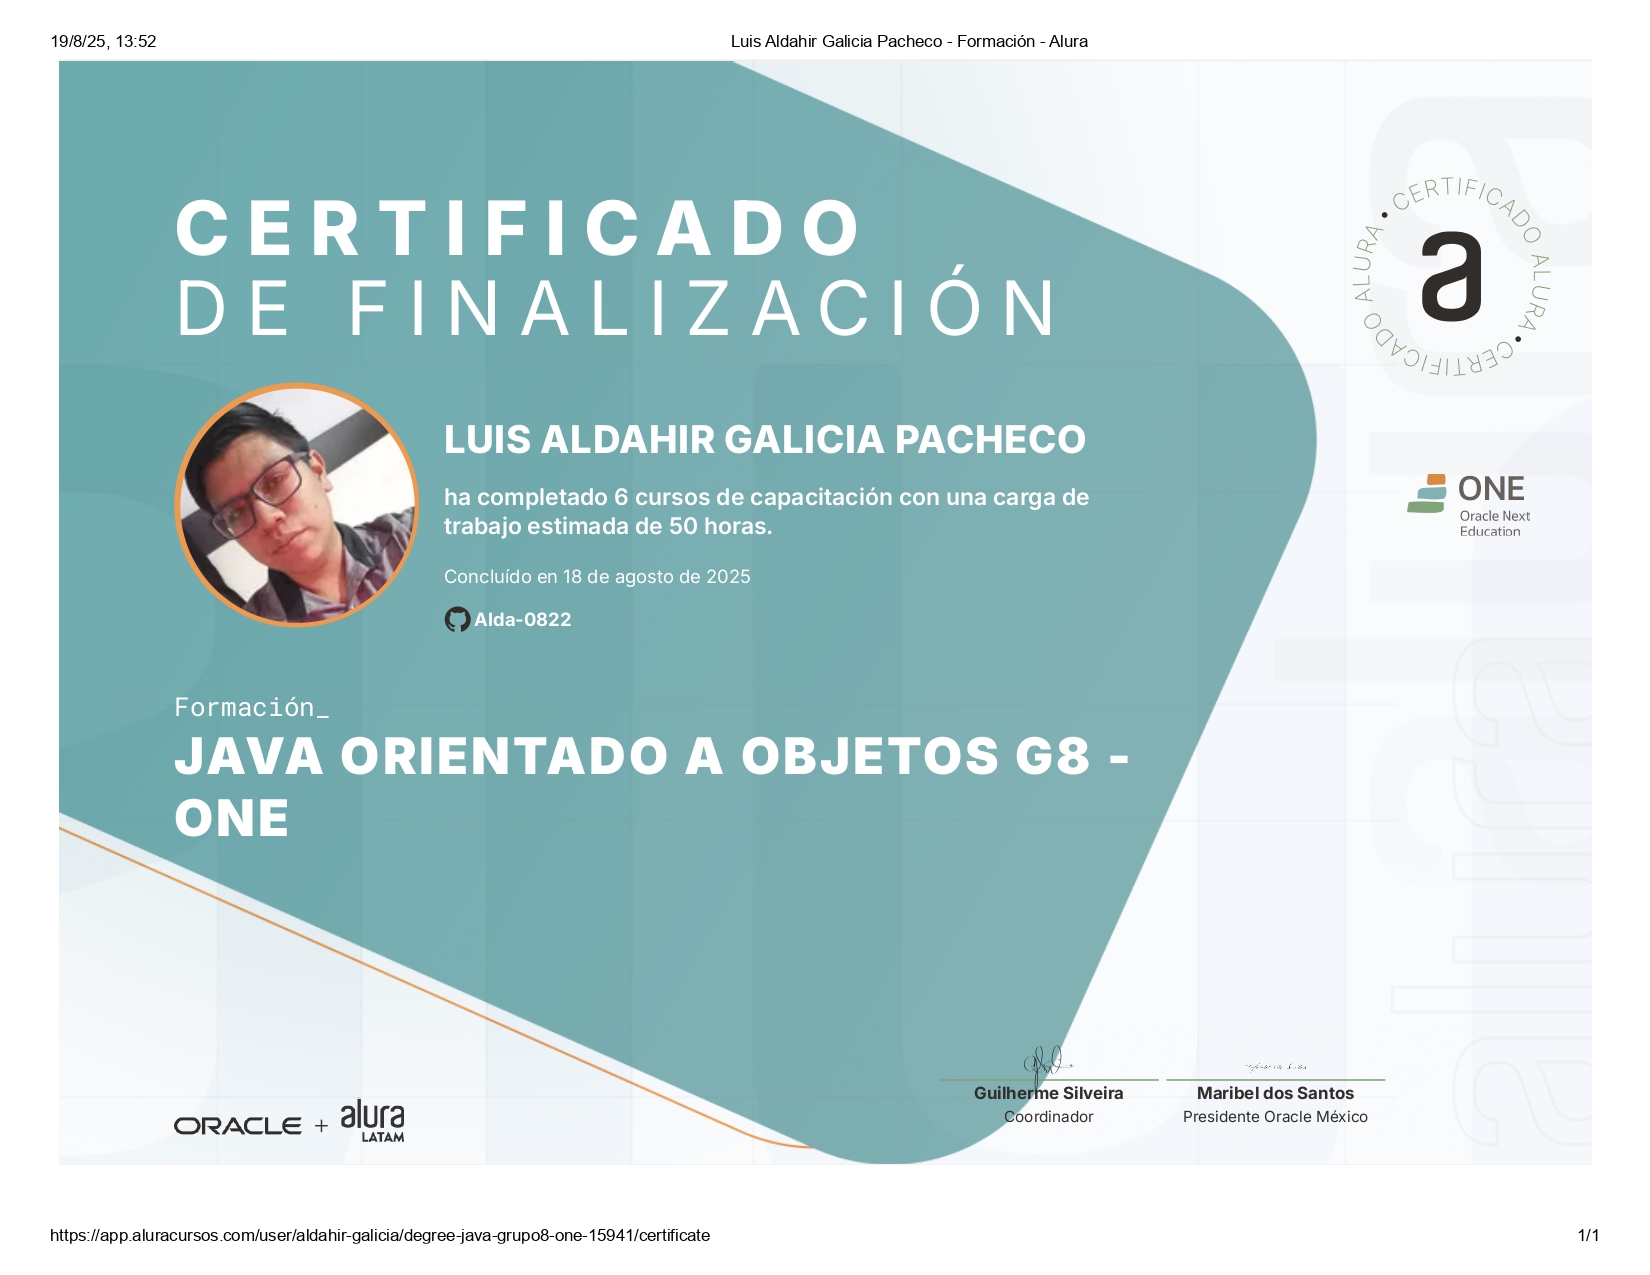 19/8/25, 13:52
Luis Aldahir Galicia Pacheco - Formación - Alura
CERTIFICADO
DE FINALIZACIÓN
CERTIFICADO ALURA • CERTIFICADO ALURA •
a
LUIS ALDAHIR GALICIA PACHECO
ha completado 6 cursos de capacitación con una carga de
trabajo estimada de 50 horas.
Concluído en 18 de agosto de 2025
Alda-0822
ONE
Oracle Next
Education
Formación_
JAVA ORIENTADO A OBJETOS G8 -
ONE
Guilherme Silveira
Coordinador
Maribel dos Santos
Presidente Oracle México
ORACLE + alura
LATAM
alura
alura
https://app.aluracursos.com/user/aldahir-galicia/degree-java-grupo8-one-15941/certificate
1/1